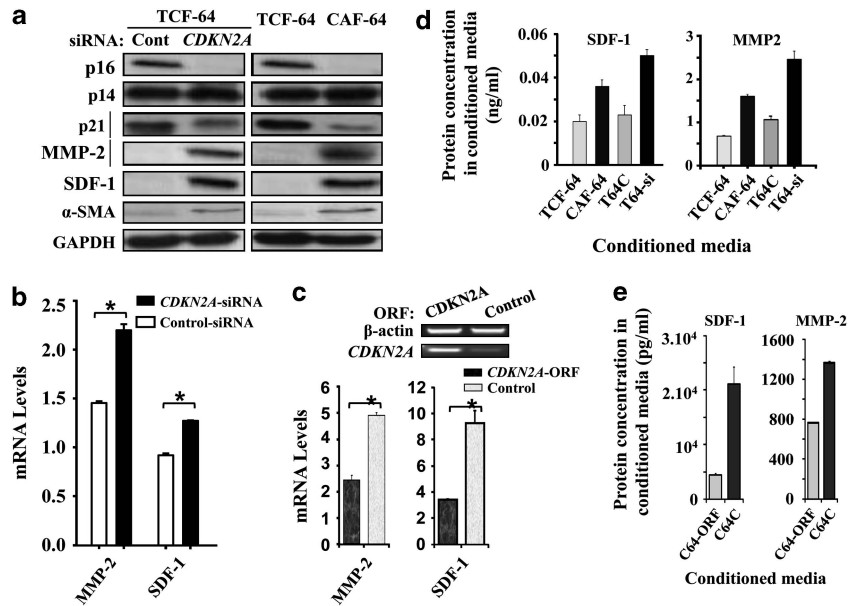 a
TCF-64 TCF-64 CAF-64
siRNA: Cont CDKN2A
p16
p14
p21
MMP-2
SDF-1
α-SMA
GAPDH
b
mRNA Levels
2.5
2.0
1.5
1.0
0.5
0.0
CDKN2A-siRNA
Control-siRNA
*
*
MMP-2
SDF-1
c
ORF: CDKN2A Control
β-actin
CDKN2A
CDKN2A-ORF
Control
mRNA Levels
6
5
4
3
2
1
0
*
MMP-2
12
10
8
6
4
2
0
*
SDF-1
d
Protein concentration
in conditioned media
(ng/ml)
SDF-1
0.06
0.04
0.02
0
TCF-64
CAF-64
T64C
T64-si
MMP2
3
2
1
0
TCF-64
CAF-64
T64C
T64-si
Conditioned media
e
Protein concentration in
conditioned media (pg/ml)
SDF-1
3.10⁴
2.10⁴
10⁴
0
C64-ORF
C64C
MMP-2
1600
1200
800
400
0
C64-ORF
C64C
Conditioned media